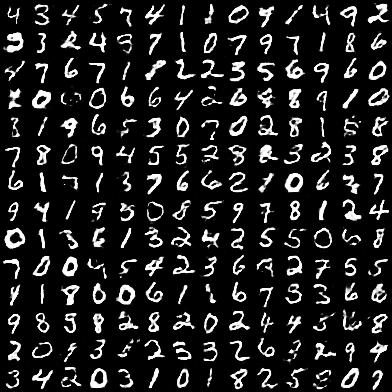 4 3 4 5 7 4 1 1 0 9 1 4 9 2
3 3 2 4 3 7 1 0 7 9 7 1 8 6
7 6 7 1 8 2 2 3 5 6 9 6 0
2 0 0 6 6 4 2 6 8 8 9 1 0
3 1 9 6 5 3 0 7 0 2 8 1 5 8
7 8 0 9 4 5 5 2 8 2 3 2 3 8
6 1 7 1 3 7 6 6 2 1 0 6 3 7
9 4 1 9 5 0 8 5 9 7 8 1 2 4
0 1 3 6 1 3 2 4 2 5 5 0 6 8
7 0 0 4 5 4 2 3 6 9 2 7 5 5
4 1 8 0 0 6 1 1 6 7 3 3 6 6
9 8 5 8 2 8 2 0 2 4 4 5 6 8
2 0 9 3 5 2 3 3 2 6 2 2 9 4
3 4 2 0 3 1 0 1 8 2 5 8 0 2